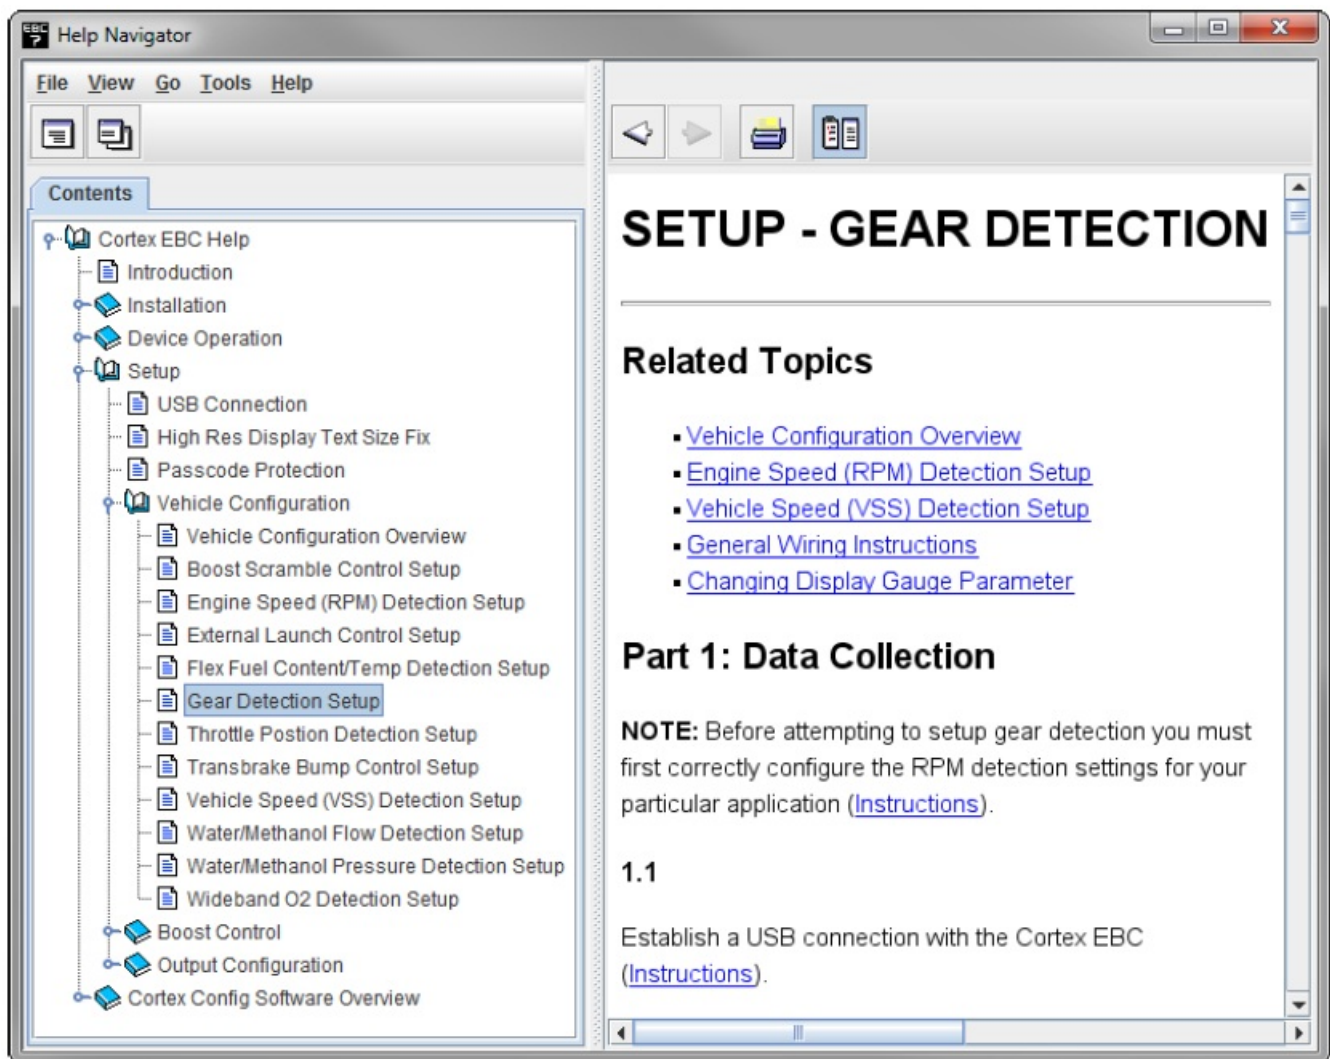 EBC
?
Help Navigator
File View Go Tools Help
Contents
Cortex EBC Help
Introduction
Installation
Device Operation
Setup
USB Connection
High Res Display Text Size Fix
Passcode Protection
Vehicle Configuration
Vehicle Configuration Overview
Boost Scramble Control Setup
Engine Speed (RPM) Detection Setup
External Launch Control Setup
Flex Fuel Content/Temp Detection Setup
Gear Detection Setup
Throttle Postion Detection Setup
Transbrake Bump Control Setup
Vehicle Speed (VSS) Detection Setup
Water/Methanol Flow Detection Setup
Water/Methanol Pressure Detection Setup
Wideband O2 Detection Setup
Boost Control
Output Configuration
Cortex Config Software Overview
SETUP - GEAR DETECTION
Related Topics
Vehicle Configuration Overview
Engine Speed (RPM) Detection Setup
Vehicle Speed (VSS) Detection Setup
General Wiring Instructions
Changing Display Gauge Parameter
Part 1: Data Collection
NOTE: Before attempting to setup gear detection you must
first correctly configure the RPM detection settings for your
particular application (Instructions).
1.1
Establish a USB connection with the Cortex EBC
(Instructions).